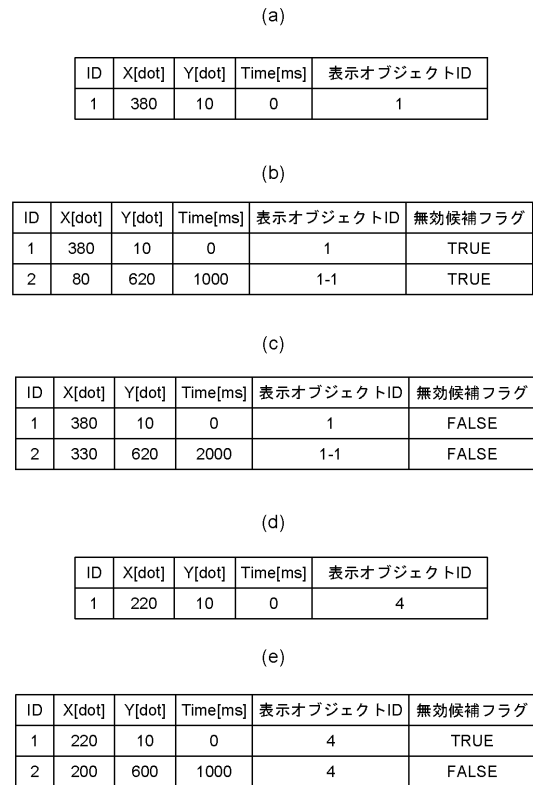 (a)
ID X[dot] Y[dot] Time[ms] 表示オブジェクトID
1 380 10 0 1
(b)
ID X[dot] Y[dot] Time[ms] 表示オブジェクトID 無効候補フラグ
1 380 10 0 1 TRUE
2 80 620 1000 1-1 TRUE
(c)
ID X[dot] Y[dot] Time[ms] 表示オブジェクトID 無効候補フラグ
1 380 10 0 1 FALSE
2 330 620 2000 1-1 FALSE
(d)
ID X[dot] Y[dot] Time[ms] 表示オブジェクトID
1 220 10 0 4
(e)
ID X[dot] Y[dot] Time[ms] 表示オブジェクトID 無効候補フラグ
1 220 10 0 4 TRUE
2 200 600 1000 4 FALSE